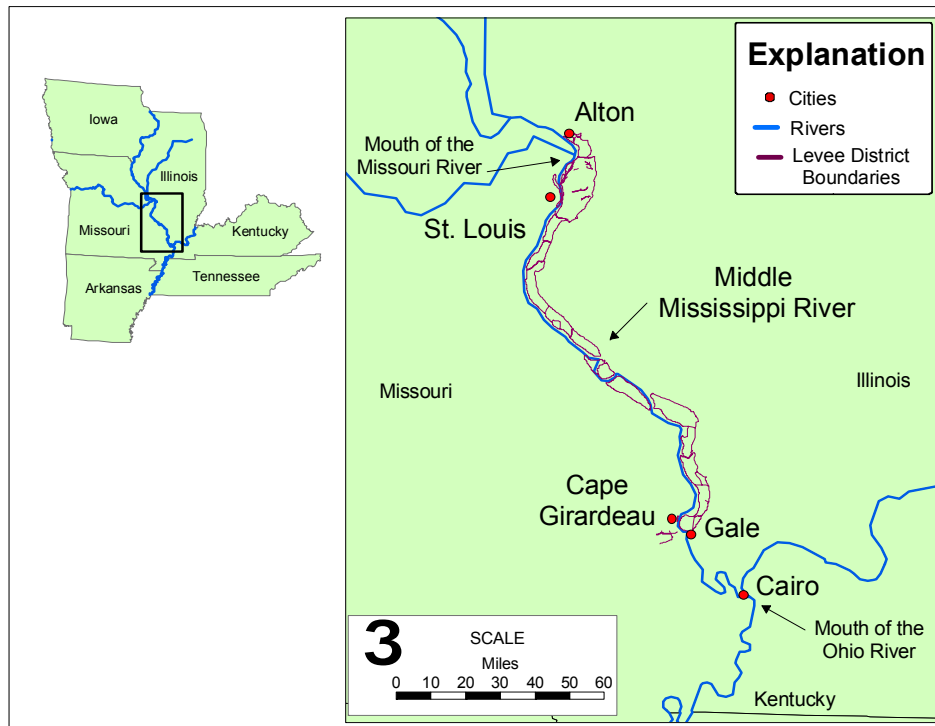 Iowa
Illinois
Missouri
Kentucky
Tennessee
Arkansas
Explanation
Cities
Rivers
Levee District
Boundaries
Alton
Mouth of the
Missouri River
St. Louis
Middle
Mississippi River
Missouri
Illinois
Cape
Girardeau
Gale
Cairo
Mouth of the
Ohio River
Kentucky
3
SCALE
Miles
0 10 20 30 40 50 60